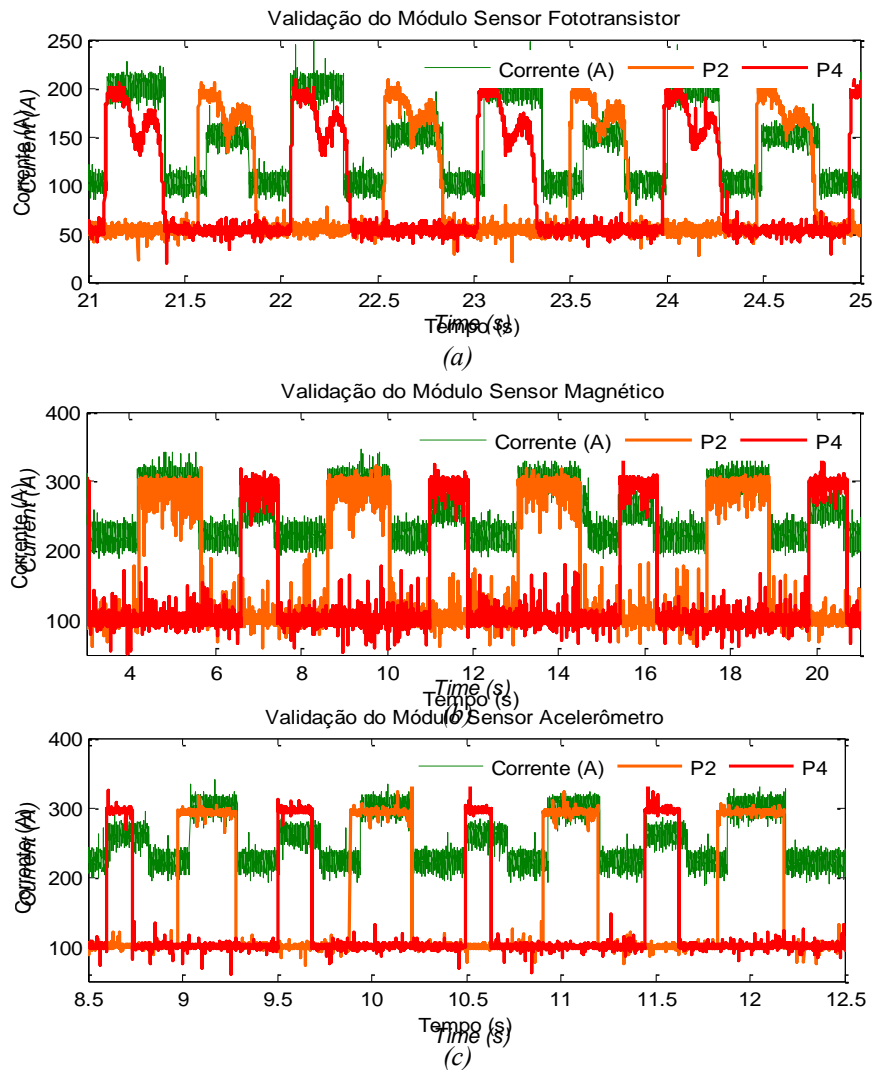 Validação do Módulo Sensor Fototransistor
Corrente (A)
Current (A)
250
200
150
100
50
0
Corrente (A) P2 P4
21 21.5 22 22.5 23 23.5 24 24.5 25
Tempo (s)
Time (s)
(a)
Validação do Módulo Sensor Magnético
Corrente (A)
Current (A)
400
300
200
100
Corrente (A) P2 P4
4 6 8 10 12 14 16 18 20
Time (s)
Tempo (s)
(b)
Validação do Módulo Sensor Acelerômetro
Corrente (A)
Current (A)
400
300
200
100
Corrente (A) P2 P4
8.5 9 9.5 10 10.5 11 11.5 12 12.5
Tempo (s)
Time (s)
(c)